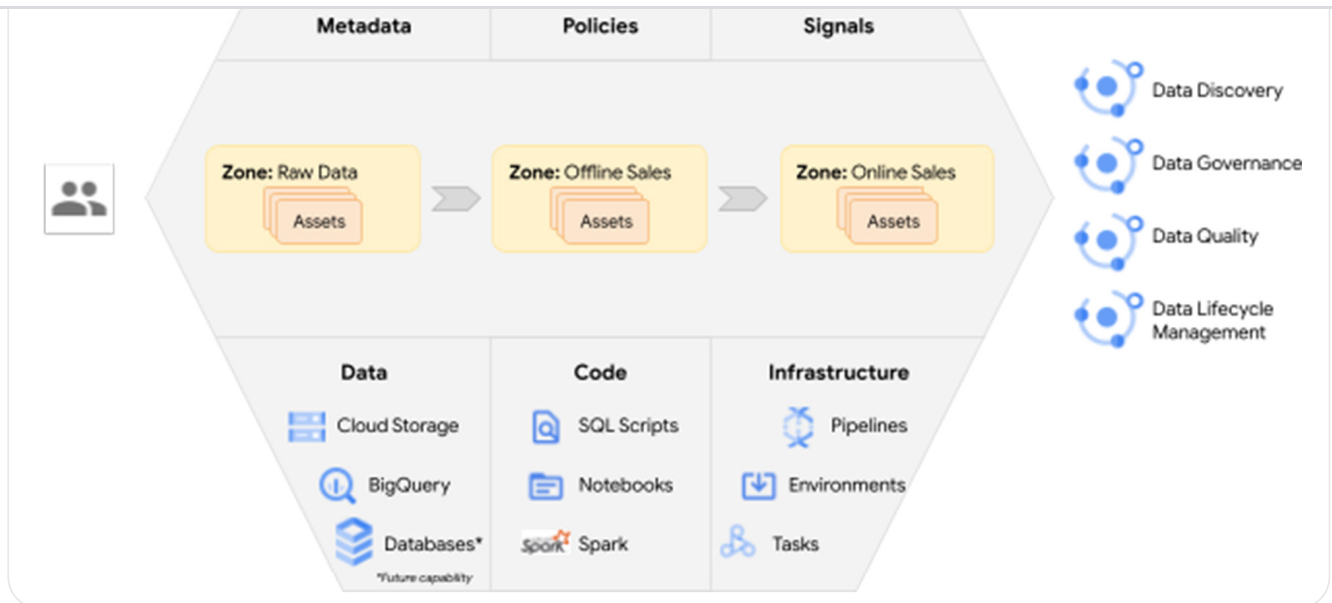 Metadata
Policies
Signals
Zone: Raw Data
Assets
Zone: Offline Sales
Assets
Zone: Online Sales
Assets
Data Discovery
Data Governance
Data Quality
Data Lifecycle
Management
Data
Cloud Storage
BigQuery
Databases*
*Future capability
Code
SQL Scripts
Notebooks
Spark
Spark
Infrastructure
Pipelines
Environments
Tasks